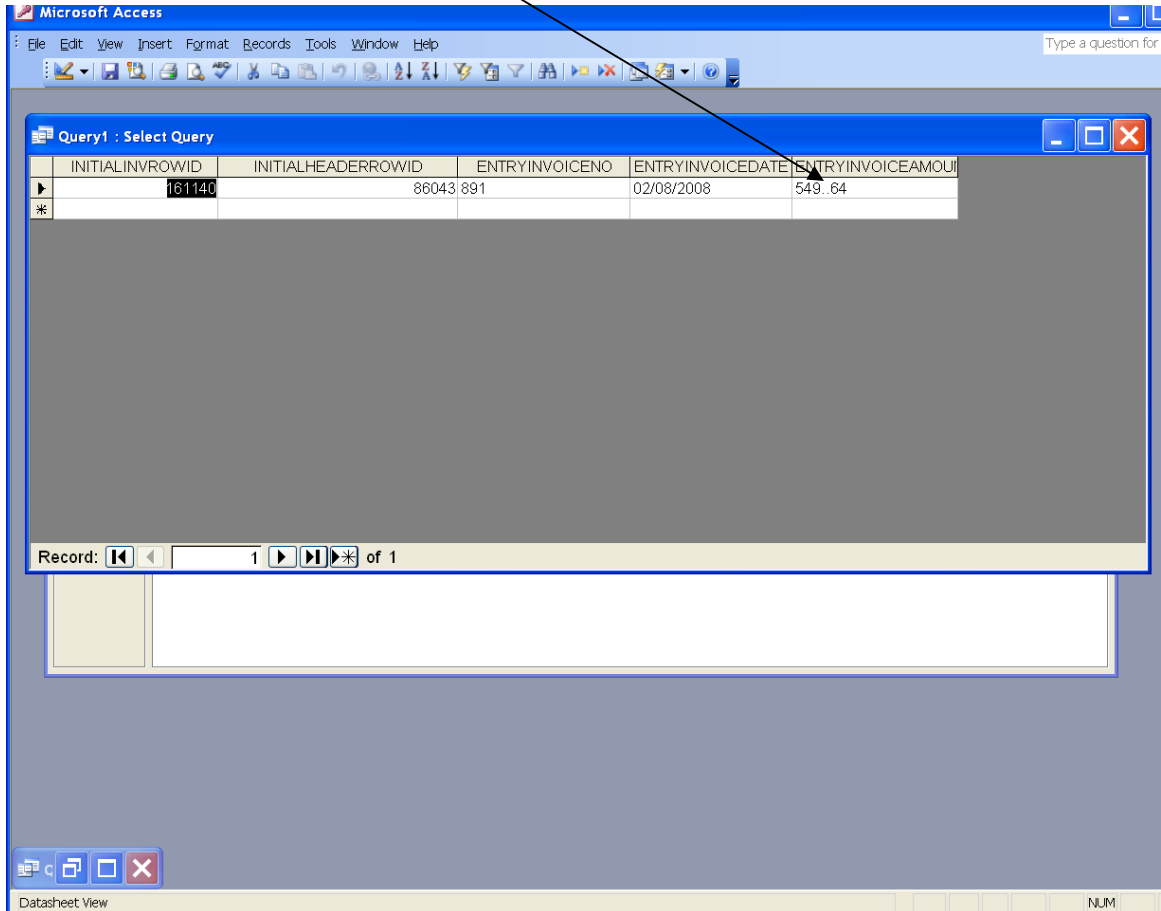 Microsoft Access
File Edit View Insert Format Records Tools Window Help
Type a question for
Query1 : Select Query
INITIALINVROWID INITIALHEADERROWID ENTRYINVOICENO ENTRYINVOICEDATE ENTRYINVOICEAMOUI
161140 86043 891 02/08/2008 549..64
Record: 1 of 1
Datasheet View NUM